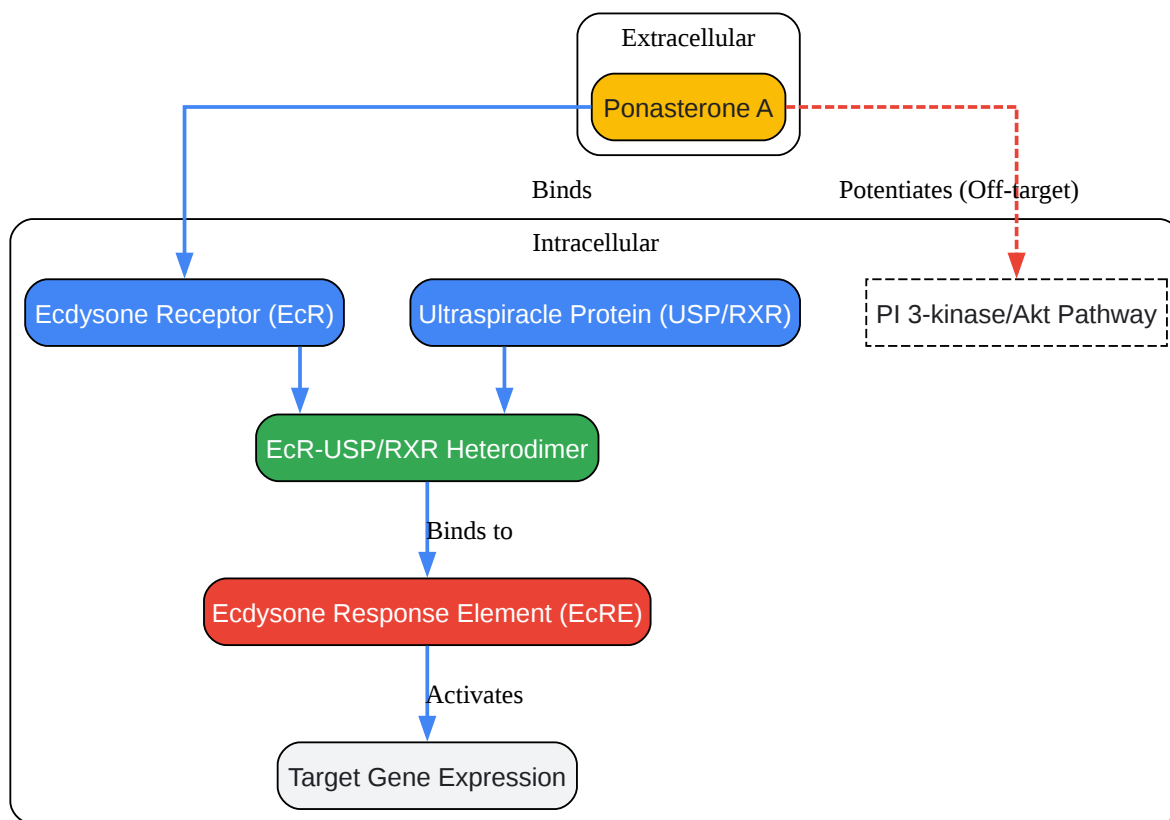 Extracellular
Ponasterone A
Binds
Potentiates (Off-target)
Intracellular
Ecdysone Receptor (EcR)
Ultraspiracle Protein (USP/RXR)
PI 3-kinase/Akt Pathway
EcR-USP/RXR Heterodimer
Binds to
Ecdysone Response Element (EcRE)
Activates
Target Gene Expression